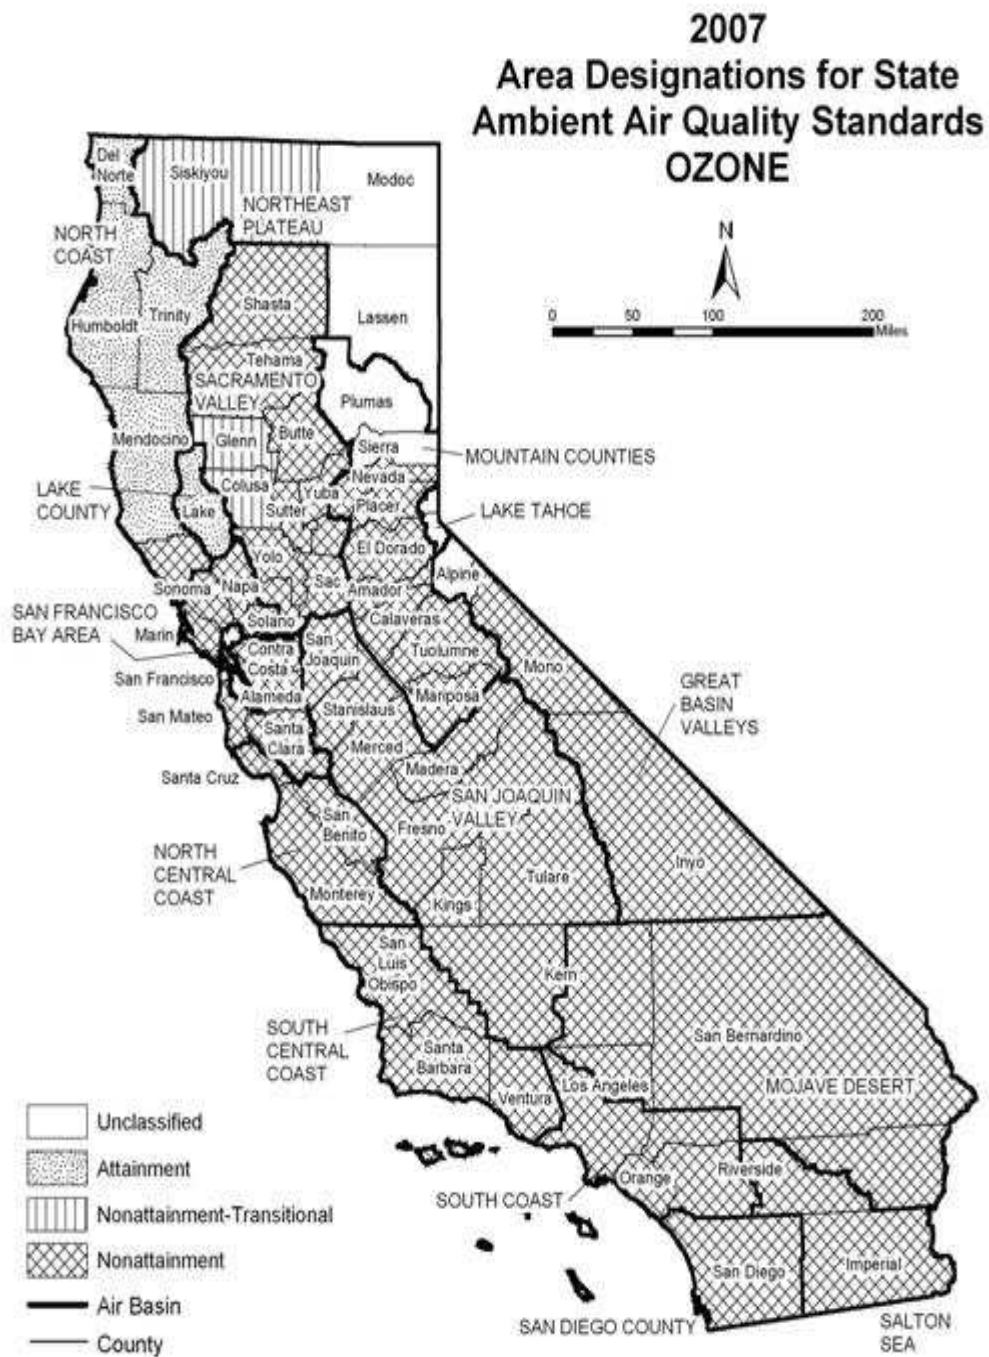 2007
Area Designations for State
Ambient Air Quality Standards
OZONE
N
0 50 100 200
Miles
Del
Norte
Siskiyou
Modoc
NORTHEAST
PLATEAU
NORTH
COAST
Shasta
Trinity
Humboldt
Lassen
Tehama
SACRAMENTO
VALLEY
Plumas
Butte
Glenn
Mendocino
Sierra
MOUNTAIN COUNTIES
Nevada
Colusa
Yuba
LAKE
COUNTY
Lake
Sutter
Placer
LAKE TAHOE
Yolo
El Dorado
Alpine
Sonoma
Napa
Sac
Amador
SAN FRANCISCO
BAY AREA
Solano
Calaveras
Marin
Contra
Costa
San
Joaquin
Tuolumne
Mono
San Francisco
Alameda
Mariposa
GREAT
BASIN
VALLEYS
San Mateo
Stanislaus
Santa
Clara
Merced
Santa Cruz
Madera
SAN JOAQUIN
VALLEY
San
Benito
Fresno
NORTH
CENTRAL
COAST
Inyo
Tulare
Monterey
Kings
San
Luis
Obispo
Kern
SOUTH
CENTRAL
COAST
San Bernardino
Santa
Barbara
Ventura
Los Angeles
MOJAVE DESERT
Orange
Riverside
SOUTH COAST
San Diego
Imperial
SAN DIEGO COUNTY
SALTON
SEA
Unclassified
Attainment
Nonattainment-Transitional
Nonattainment
Air Basin
County